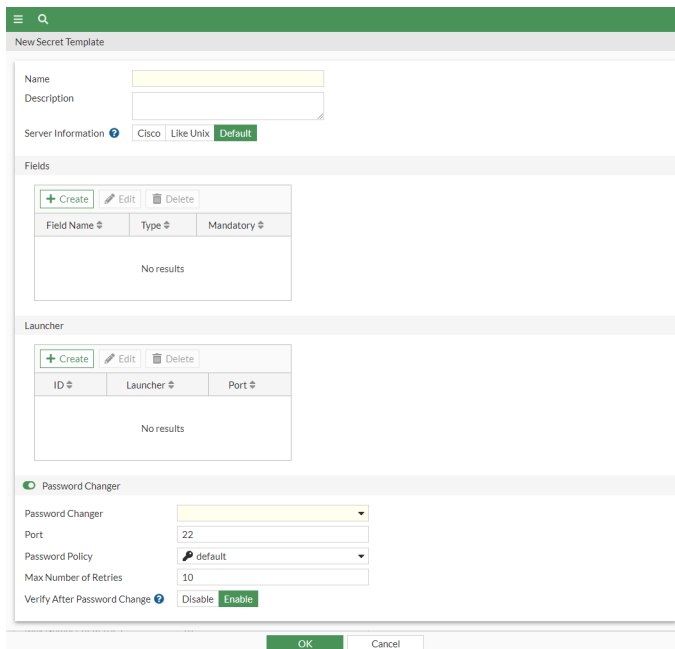 New Secret Template
Name
Description
Server Information Cisco Like Unix Default
Fields
+ Create Edit Delete
Field Name Type Mandatory
No results
Launcher
+ Create Edit Delete
ID Launcher Port
No results
Password Changer
Password Changer
Port 22
Password Policy default
Max Number of Retries 10
Verify After Password Change Disable Enable
OK Cancel